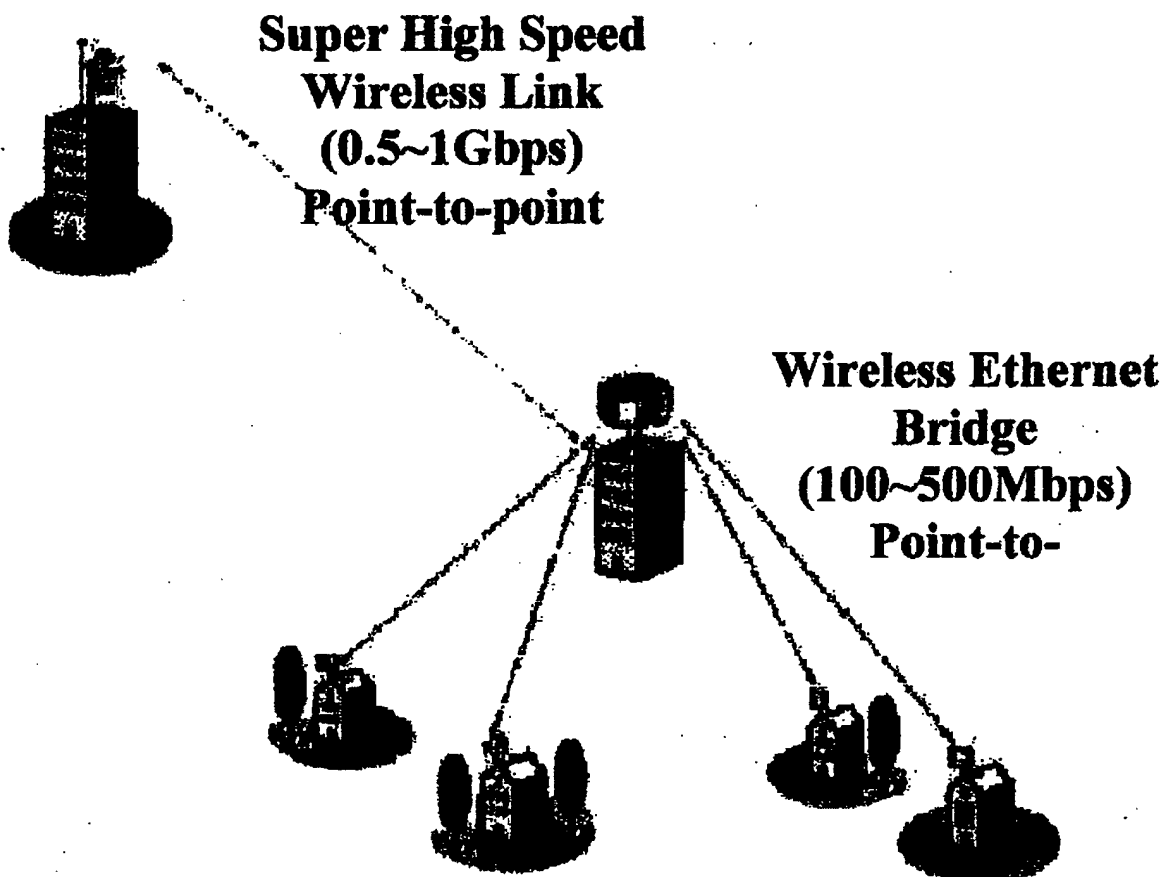 Super High Speed
Wireless Link
(0.5~1Gbps)
Point-to-point
Wireless Ethernet
Bridge
(100~500Mbps)
Point-to-